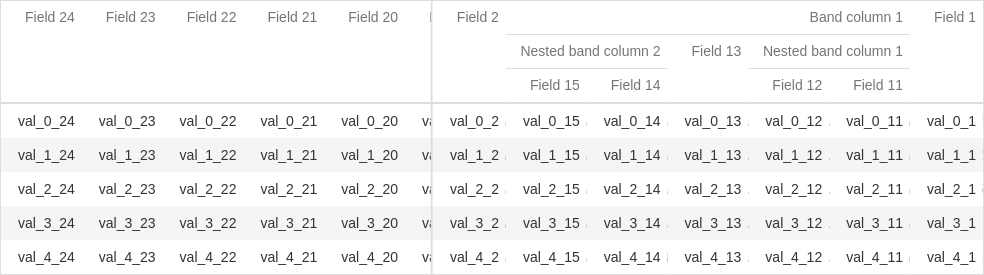 Field 24 Field 23 Field 22 Field 21 Field 20 Field 2 Band column 1 Field 1
Nested band column 2 Field 13 Nested band column 1
Field 15 Field 14 Field 12 Field 11
val_0_24 val_0_23 val_0_22 val_0_21 val_0_20 va val_0_2 val_0_15 val_0_14 val_0_13 val_0_12 val_0_11 val_0_1
val_1_24 val_1_23 val_1_22 val_1_21 val_1_20 va val_1_2 val_1_15 val_1_14 val_1_13 val_1_12 val_1_11 val_1_1
val_2_24 val_2_23 val_2_22 val_2_21 val_2_20 va val_2_2 val_2_15 val_2_14 val_2_13 val_2_12 val_2_11 val_2_1
val_3_24 val_3_23 val_3_22 val_3_21 val_3_20 va val_3_2 val_3_15 val_3_14 val_3_13 val_3_12 val_3_11 val_3_1
val_4_24 val_4_23 val_4_22 val_4_21 val_4_20 va val_4_2 val_4_15 val_4_14 val_4_13 val_4_12 val_4_11 val_4_1